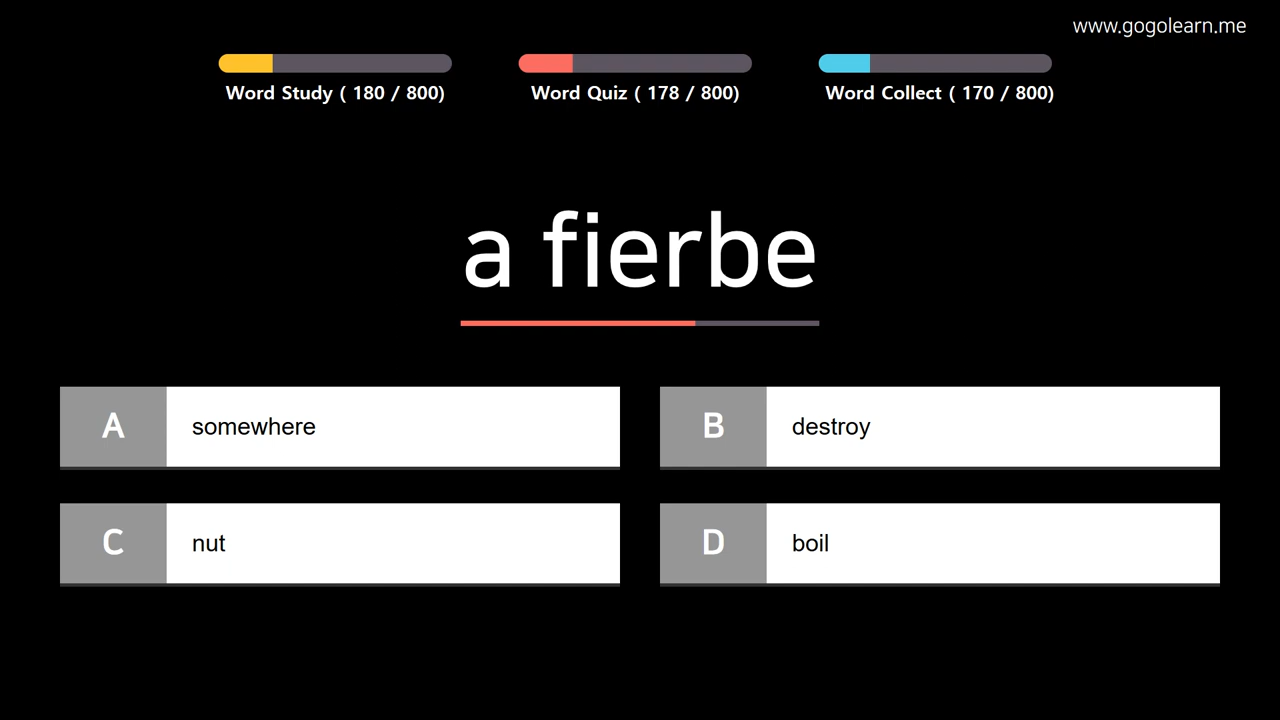 www.gogolearn.me
Word Study ( 180 / 800)
Word Quiz ( 178 / 800)
Word Collect ( 170 / 800)
a fierbe
A somewhere
B destroy
C nut
D boil